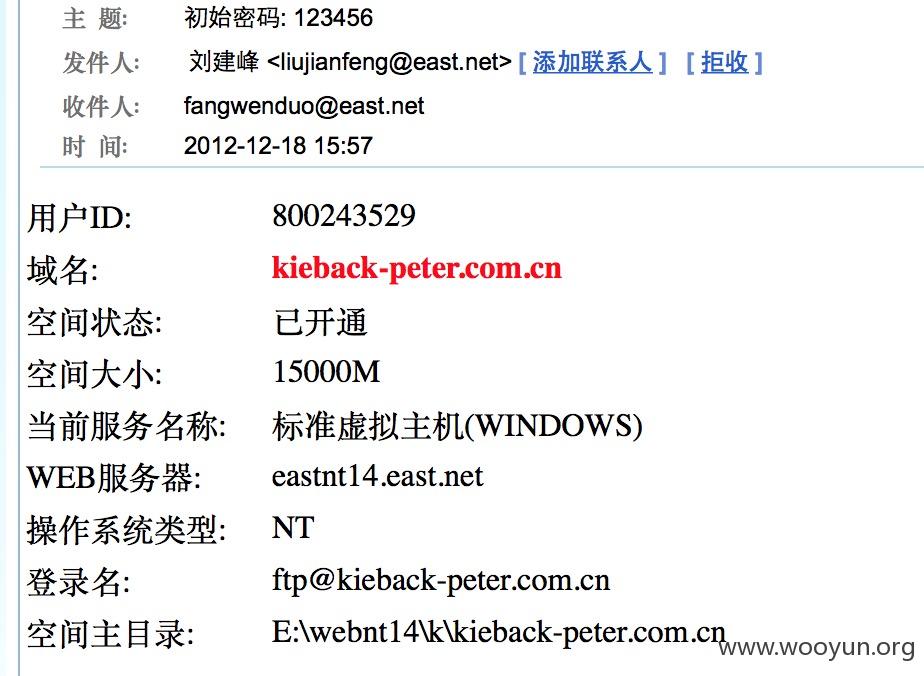 主 题: 初始密码: 123456
发件人: 刘建峰 <liujianfeng@east.net> [ 添加联系人 ] [ 拒收 ]
收件人: fangwenduo@east.net
时 间: 2012-12-18 15:57
用户ID: 800243529
域名: kieback-peter.com.cn
空间状态: 已开通
空间大小: 15000M
当前服务名称: 标准虚拟主机(WINDOWS)
WEB服务器: eastnt14.east.net
操作系统类型: NT
登录名: ftp@kieback-peter.com.cn
空间主目录: E:\webnt14\k\kieback-peter.com.cn
www.wooyun.org